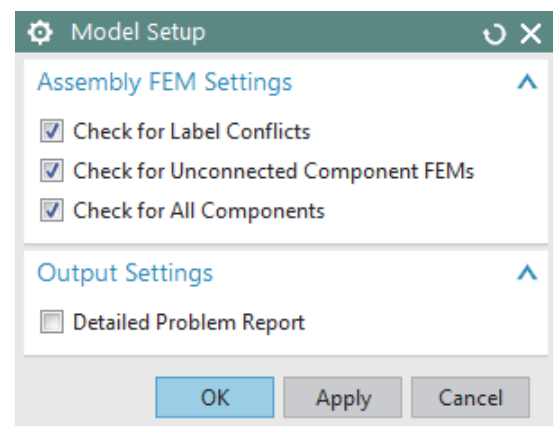 Model Setup
Assembly FEM Settings
Check for Label Conflicts
Check for Unconnected Component FEMs
Check for All Components
Output Settings
Detailed Problem Report
OK Apply Cancel